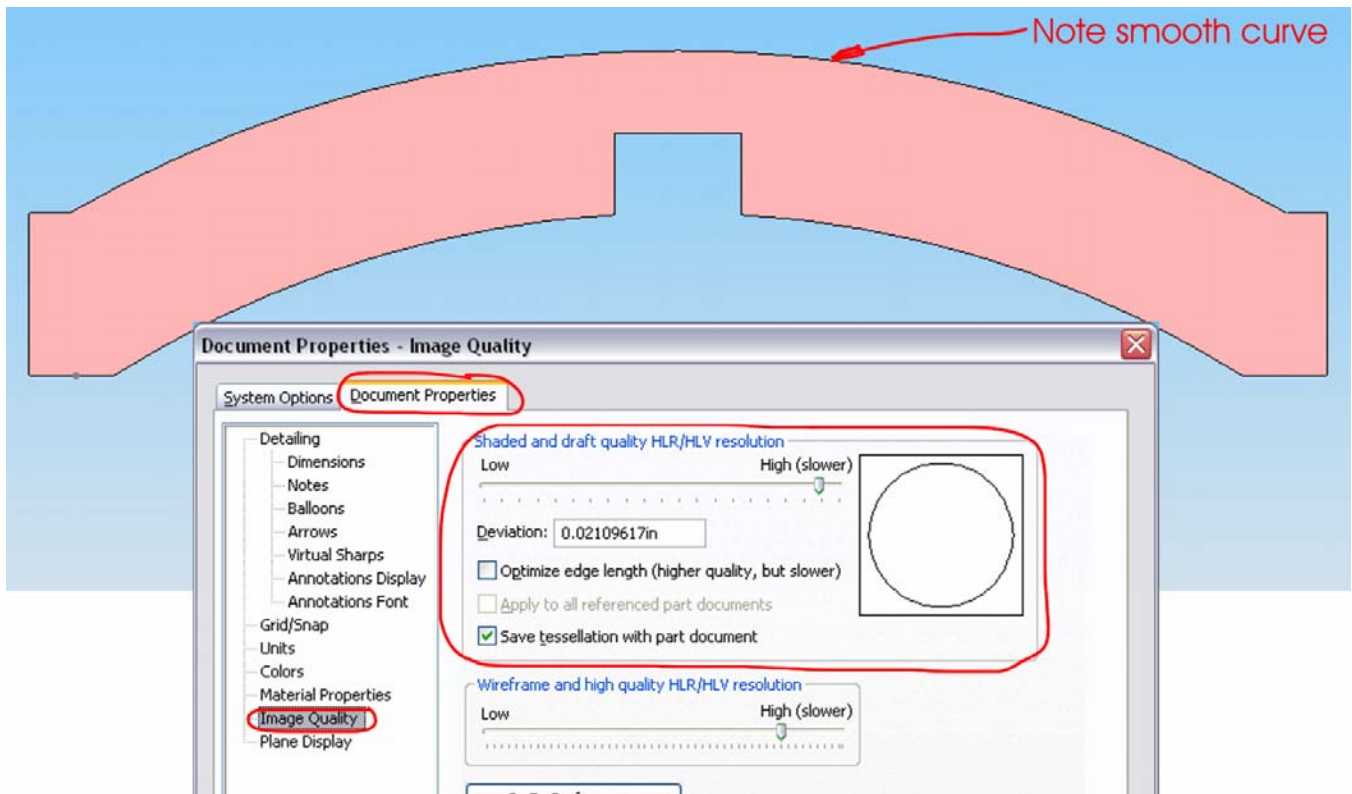 Note smooth curve
Document Properties - Image Quality
System Options
Document Properties
Detailing
Dimensions
Notes
Balloons
Arrows
Virtual Sharps
Annotations Display
Annotations Font
Grid/Snap
Units
Colors
Material Properties
Image Quality
Plane Display
Shaded and draft quality HLR/HLV resolution
Low High (slower)
Deviation: 0.02109617in
Optimize edge length (higher quality, but slower)
Apply to all referenced part documents
Save tessellation with part document
Wireframe and high quality HLR/HLV resolution
Low High (slower)